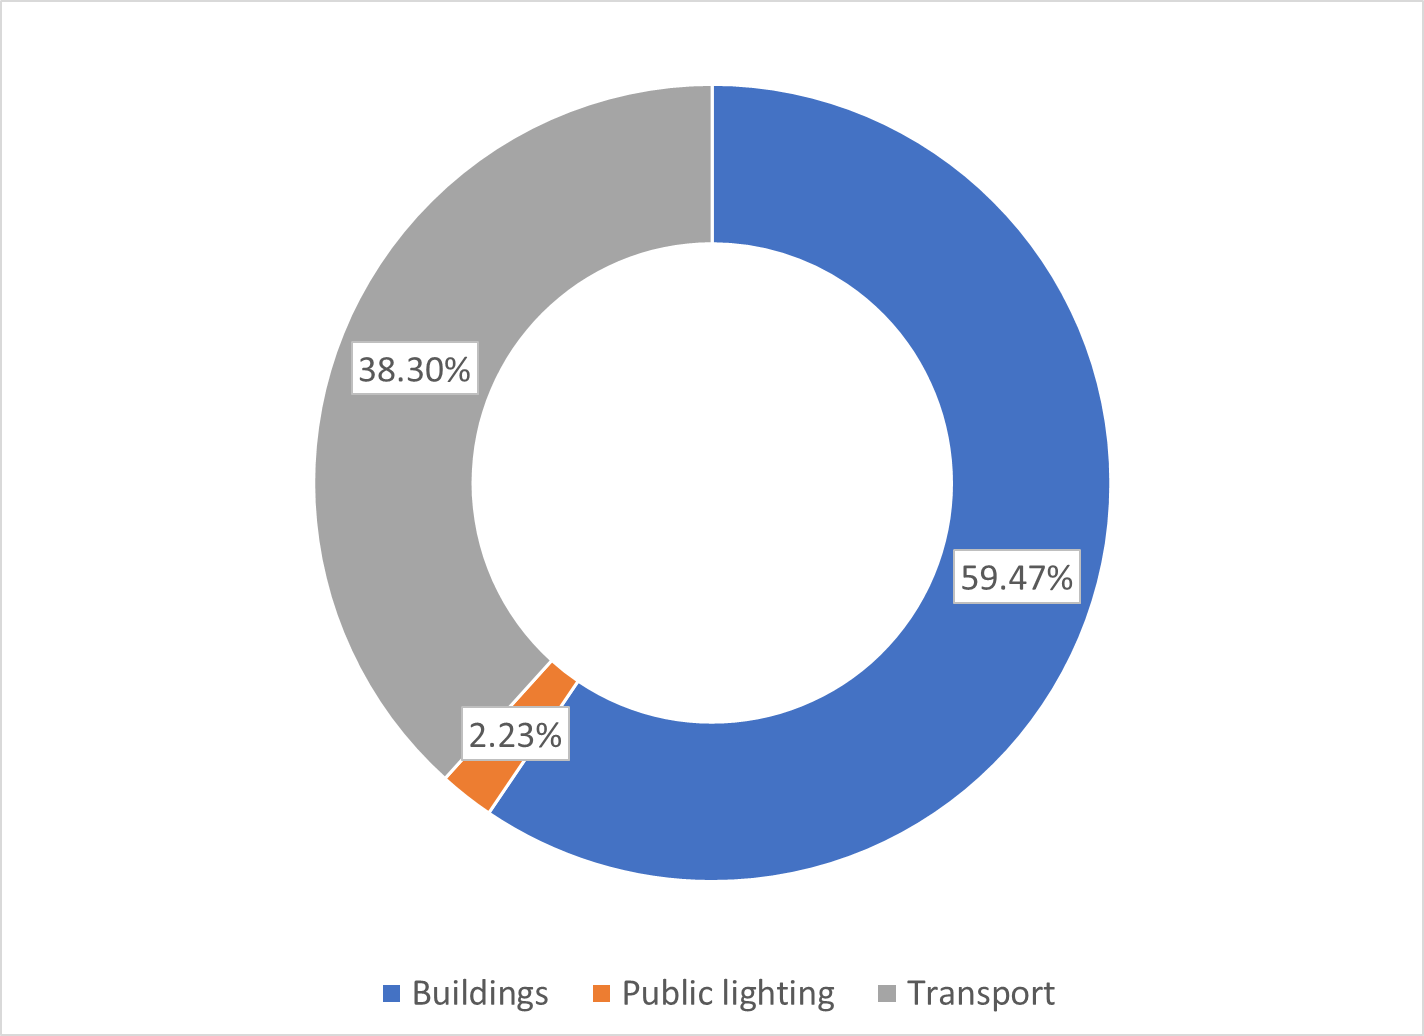 38.30%
59.47%
2.23%
Buildings Public lighting Transport